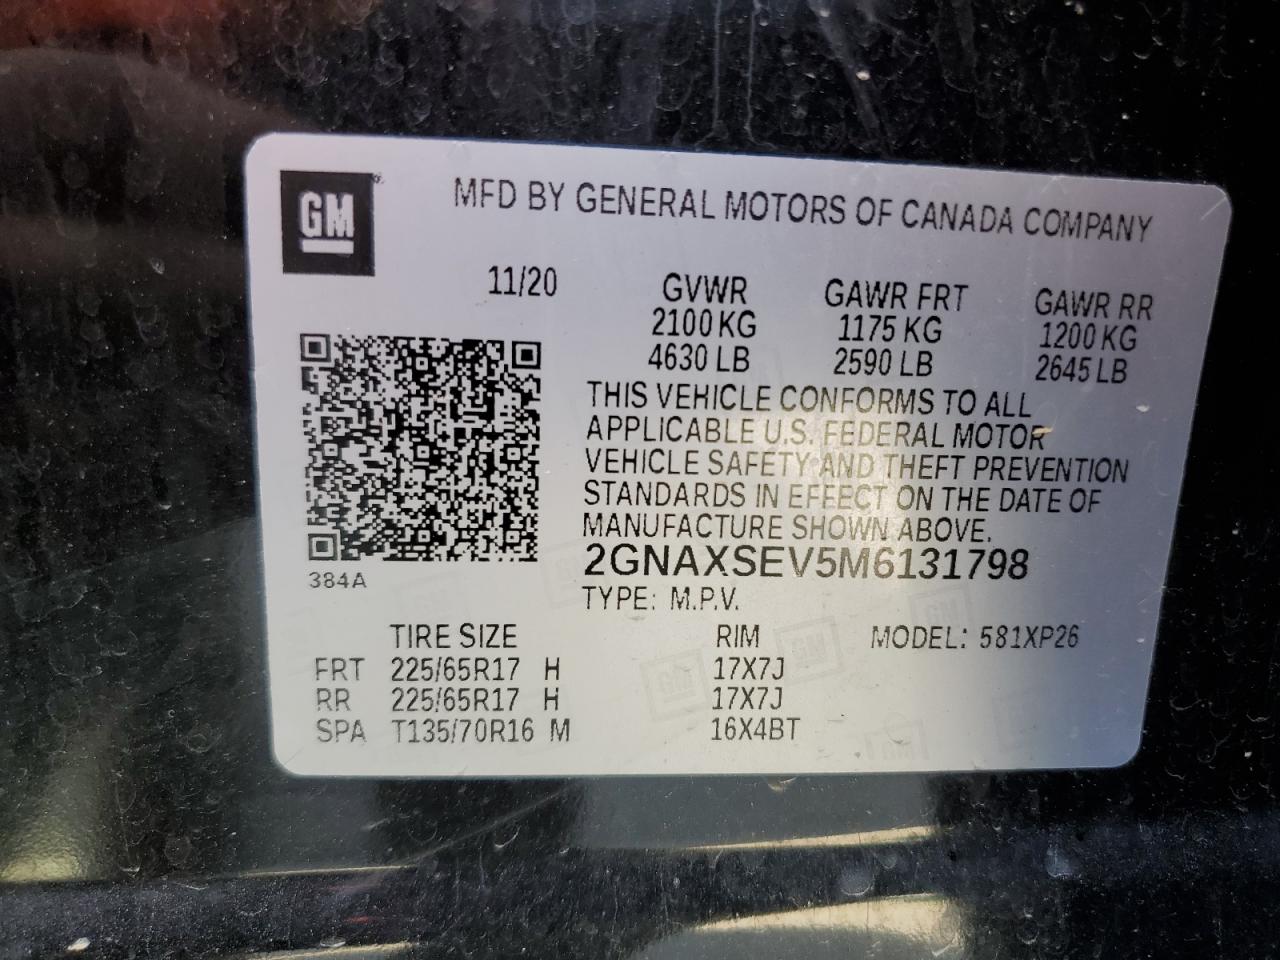 GM
MFD BY GENERAL MOTORS OF CANADA COMPANY
11/20 GVWR GAWR FRT GAWR RR
2100 KG 1175 KG 1200 KG
4630 LB 2590 LB 2645 LB
THIS VEHICLE CONFORMS TO ALL
APPLICABLE U.S. FEDERAL MOTOR
VEHICLE SAFETY AND THEFT PREVENTION
STANDARDS IN EFFECT ON THE DATE OF
MANUFACTURE SHOWN ABOVE.
2GNAXSEV5M6131798
384A
TYPE: M.P.V.
TIRE SIZE RIM MODEL: 581XP26
FRT 225/65R17 H 17X7J
RR 225/65R17 H 17X7J
SPA T135/70R16 M 16X4BT